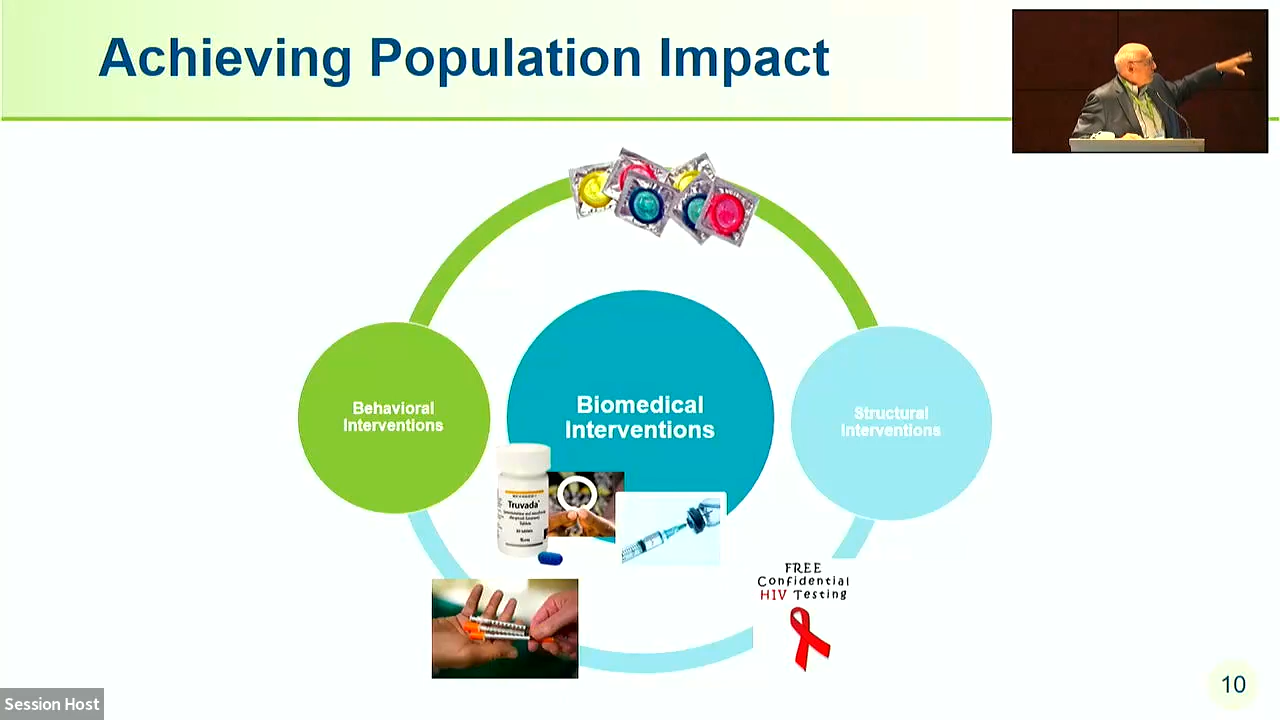 Achieving Population Impact
Behavioral
Interventions
Biomedical
Interventions
Structural
Interventions
Truvada
FREE
Confidential
HIV Testing
10
Session Host